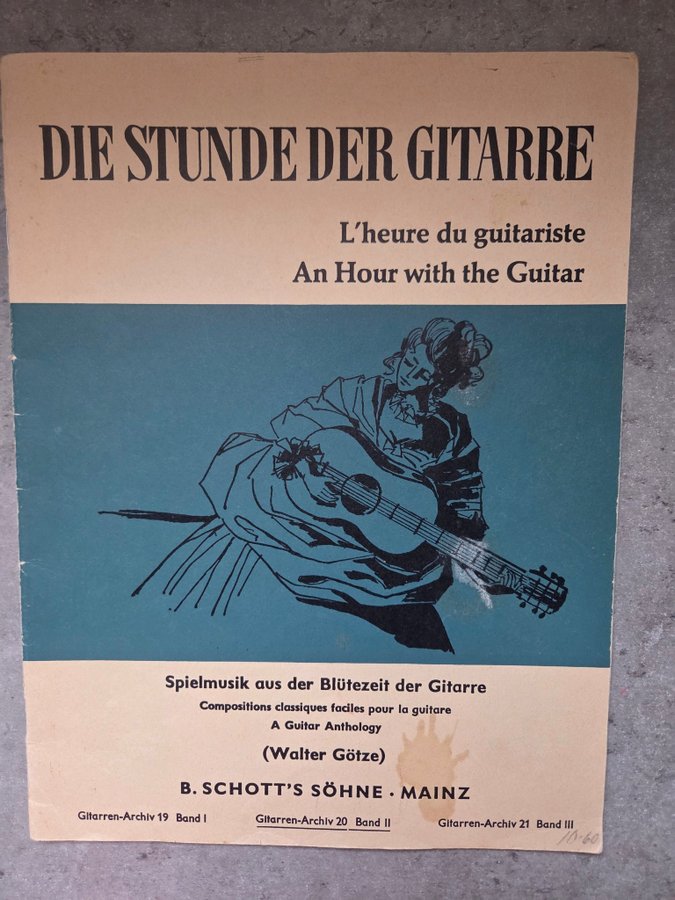 DIE STUNDE DER GITARRE
L'heure du guitariste
An Hour with the Guitar
Spielmusik aus der Blütezeit der Gitarre
Compositions classiques faciles pour la guitare
A Guitar Anthology
(Walter Götze)
B. SCHOTT'S SÖHNE · MAINZ
Gitarren-Archiv 19 Band I Gitarren-Archiv 20 Band II Gitarren-Archiv 21 Band III